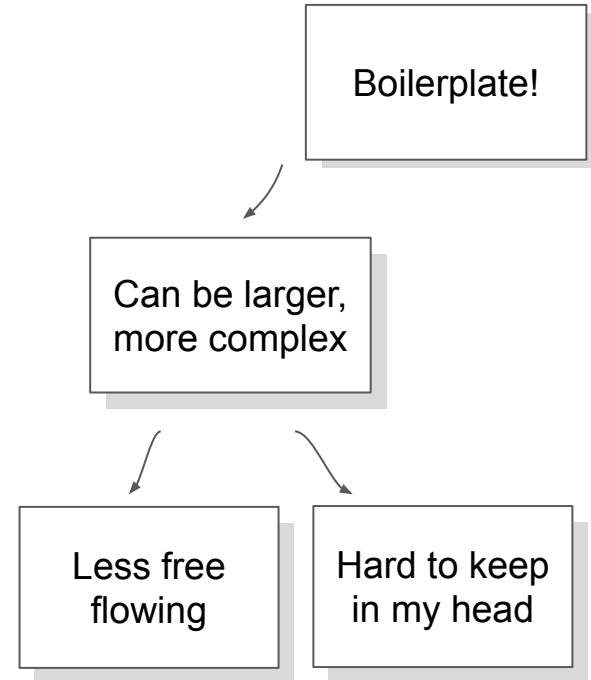 Boilerplate!
Can be larger,
more complex
Less free
flowing
Hard to keep
in my head